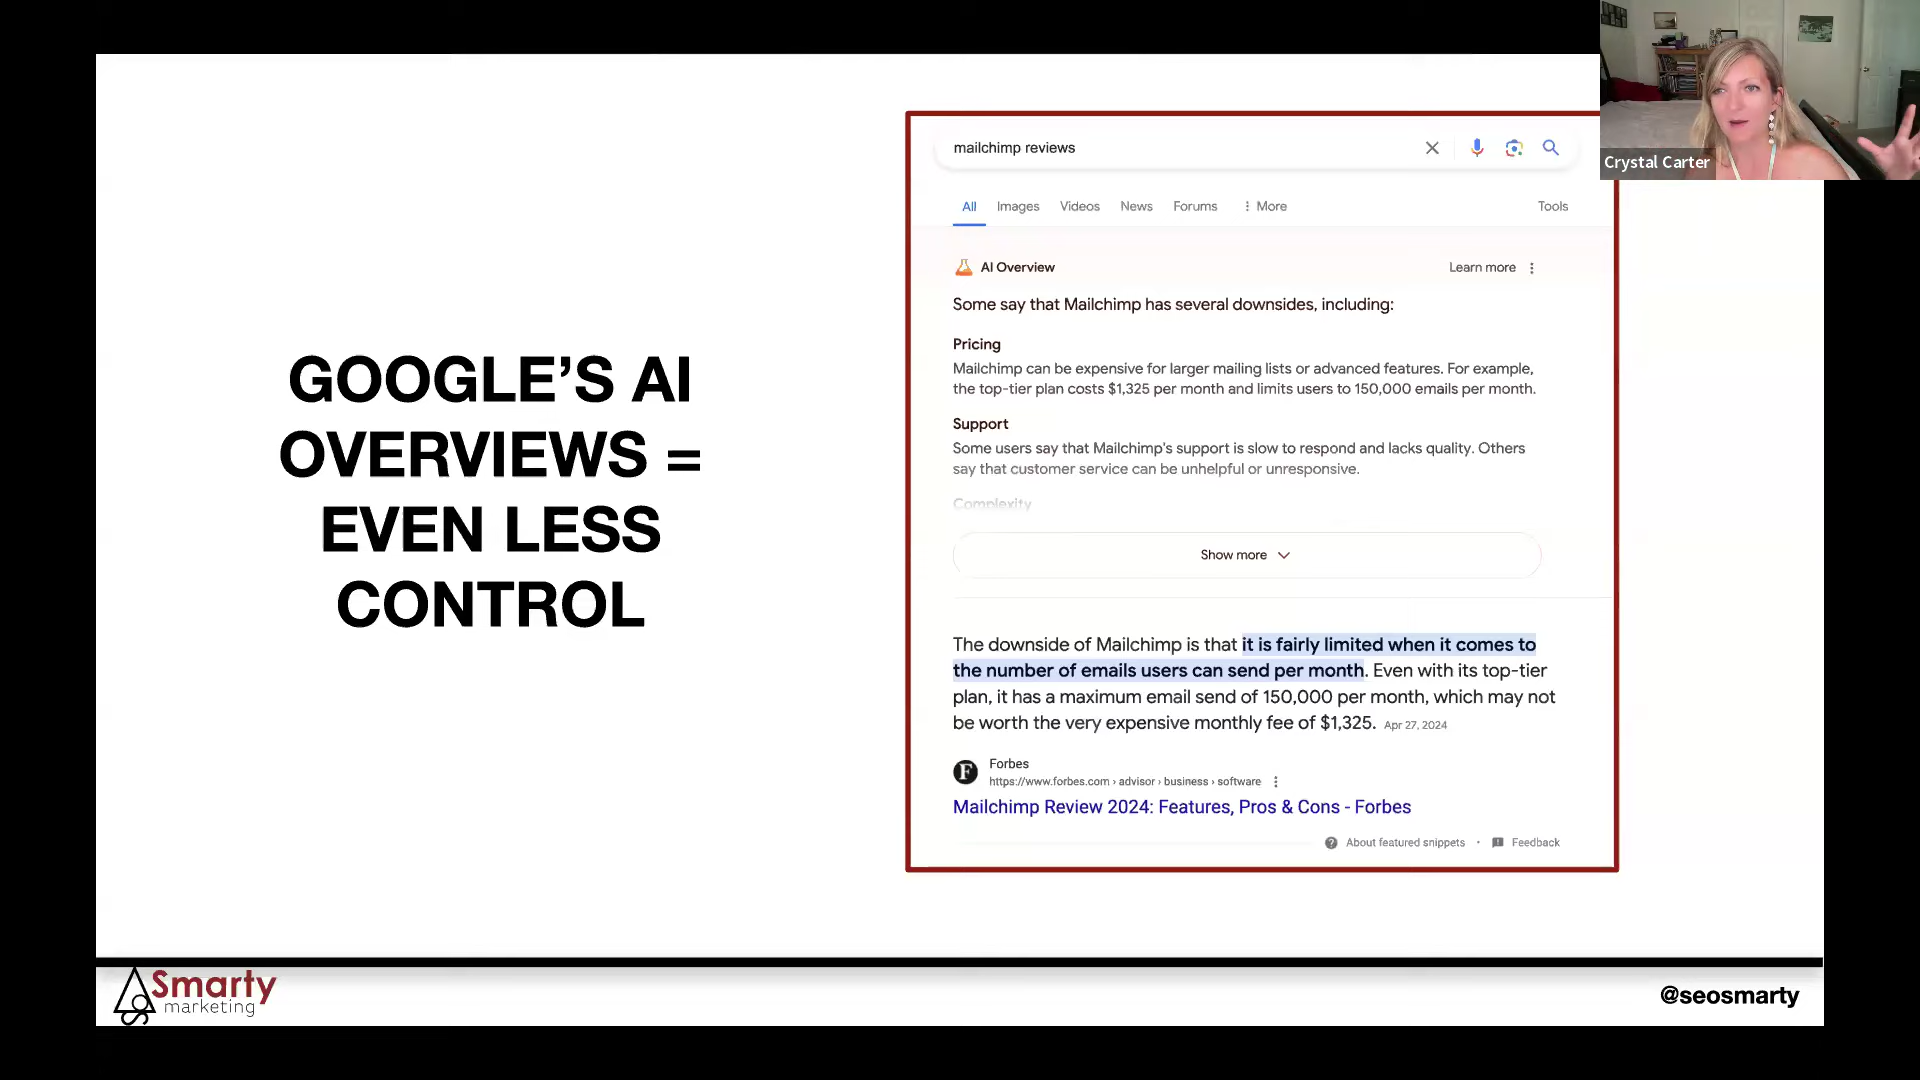 Crystal Carter
GOOGLE'S AI
OVERVIEWS =
EVEN LESS
CONTROL
mailchimp reviews
All Images Videos News Forums More Tools
AI Overview Learn more
Some say that Mailchimp has several downsides, including:
Pricing
Mailchimp can be expensive for larger mailing lists or advanced features. For example,
the top-tier plan costs $1,325 per month and limits users to 150,000 emails per month.
Support
Some users say that Mailchimp's support is slow to respond and lacks quality. Others
say that customer service can be unhelpful or unresponsive.
Complexity
Show more
The downside of Mailchimp is that it is fairly limited when it comes to
the number of emails users can send per month. Even with its top-tier
plan, it has a maximum email send of 150,000 per month, which may not
be worth the very expensive monthly fee of $1,325. Apr 27, 2024
Forbes
https://www.forbes.com › advisor › business › software
Mailchimp Review 2024: Features, Pros & Cons - Forbes
About featured snippets • Feedback
Smarty
marketing
@seosmarty